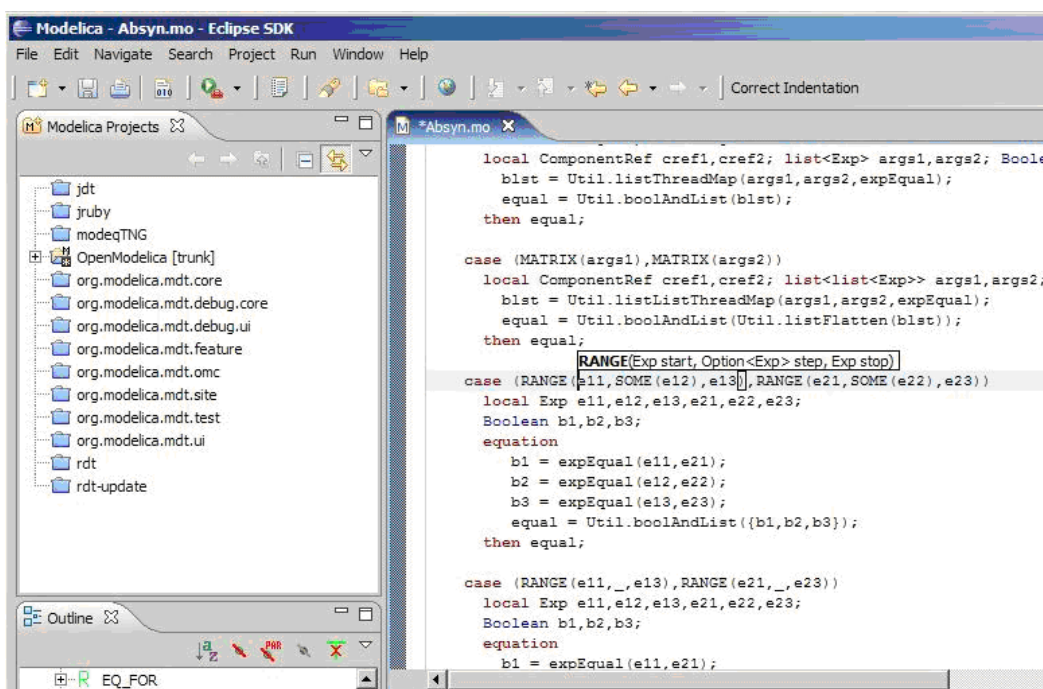 Modelica - Absyn.mo - Eclipse SDK
File Edit Navigate Search Project Run Window Help
010
Correct Indentation
Modelica Projects
jdt
jruby
modeqTNG
OpenModelica [trunk]
org.modelica.mdt.core
org.modelica.mdt.debug.core
org.modelica.mdt.debug.ui
org.modelica.mdt.feature
org.modelica.mdt.omc
org.modelica.mdt.site
org.modelica.mdt.test
org.modelica.mdt.ui
rdt
rdt-update
Outline
PAR
EQ_FOR
*Absyn.mo
local ComponentRef cref1,cref2; list<Exp> args1,args2; Boole
blst = Util.listThreadMap(args1,args2,expEqual);
equal = Util.boolAndList(blst);
then equal;
case (MATRIX(args1),MATRIX(args2))
local ComponentRef cref1,cref2; list<list<Exp>> args1,args2;
blst = Util.listListThreadMap(args1,args2,expEqual);
equal = Util.boolAndList(Util.listFlatten(blst));
then equal;
RANGE(Exp start, Option<Exp> step, Exp stop)
case (RANGE(e11,SOME(e12),e13),RANGE(e21,SOME(e22),e23))
local Exp e11,e12,e13,e21,e22,e23;
Boolean b1,b2,b3;
equation
b1 = expEqual(e11,e21);
b2 = expEqual(e12,e22);
b3 = expEqual(e13,e23);
equal = Util.boolAndList({b1,b2,b3});
then equal;
case (RANGE(e11,_,e13),RANGE(e21,_,e23))
local Exp e11,e12,e13,e21,e22,e23;
Boolean b1,b2,b3;
equation
b1 = expEqual(e11,e21);